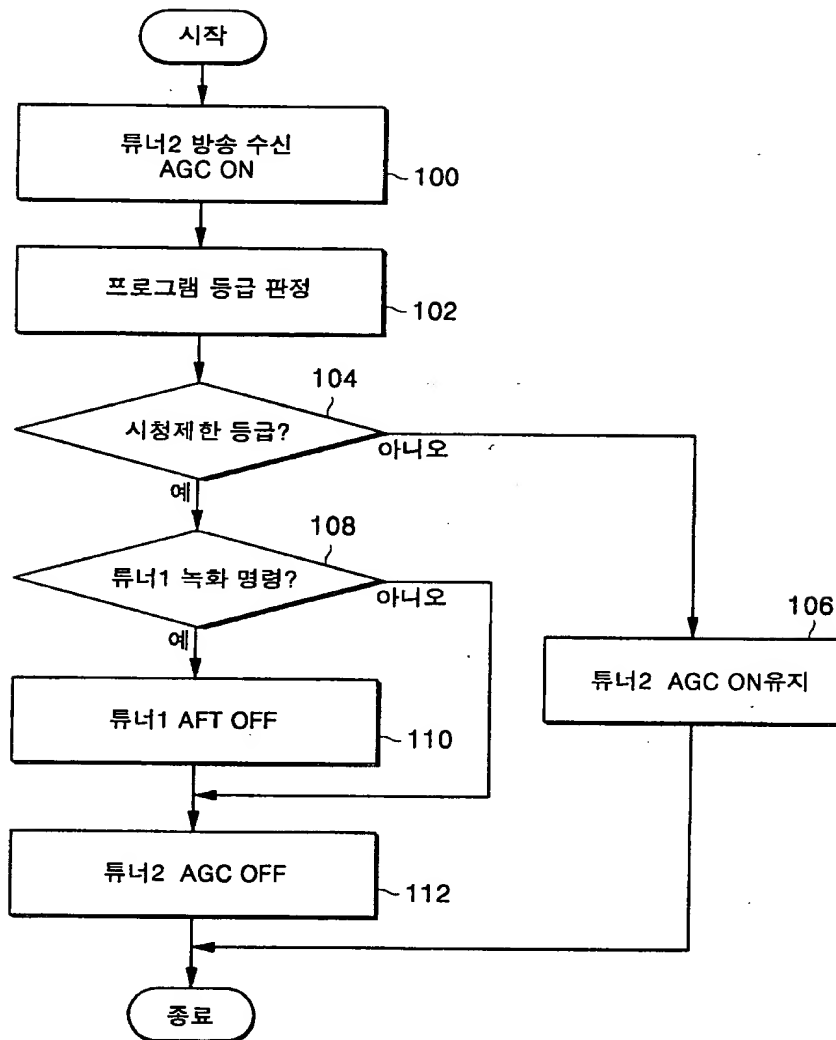 시작
튜너2 방송 수신
AGC ON
100
프로그램 등급 판정
102
104
시청제한 등급?
아니오
예
108
튜너1 녹화 명령?
아니오
예
106
튜너2 AGC ON유지
튜너1 AFT OFF
110
튜너2 AGC OFF
112
종료